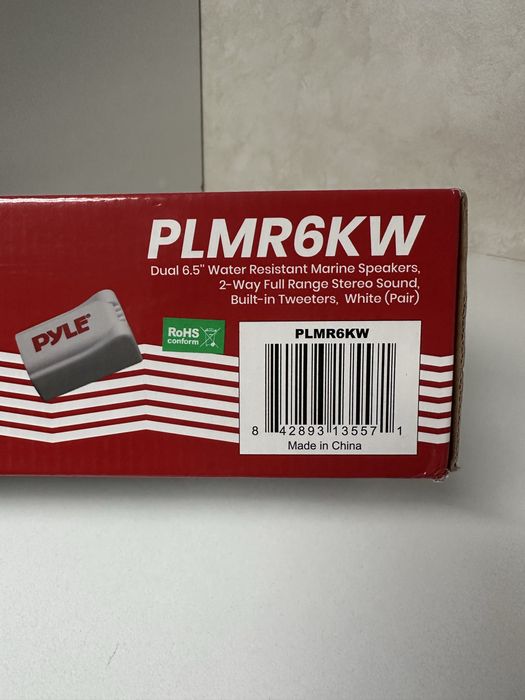 PLMR6KW
Dual 6.5" Water Resistant Marine Speakers,
2-Way Full Range Stereo Sound,
Built-in Tweeters, White (Pair)
PYLE®
RoHS
conform
PLMR6KW
8 42893 13557 1
Made in China